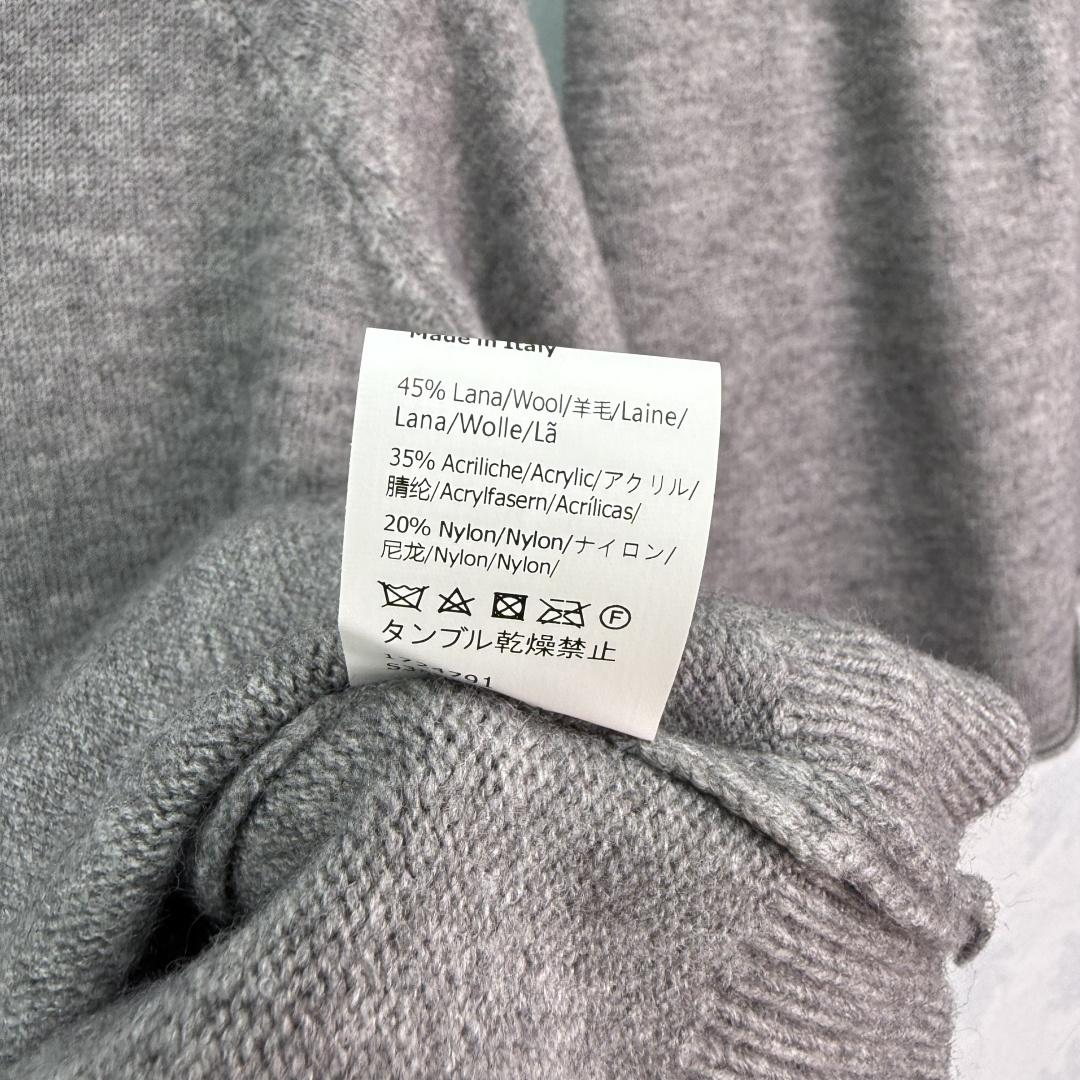 Made in Italy
45% Lana/Wool/羊毛/Laine/
Lana/Wolle/Lã
35% Acriliche/Acrylic/アクリル/
腈纶/Acrylfasern/Acrílicas/
20% Nylon/Nylon/ナイロン/
尼龙/Nylon/Nylon/
F
タンブル乾燥禁止